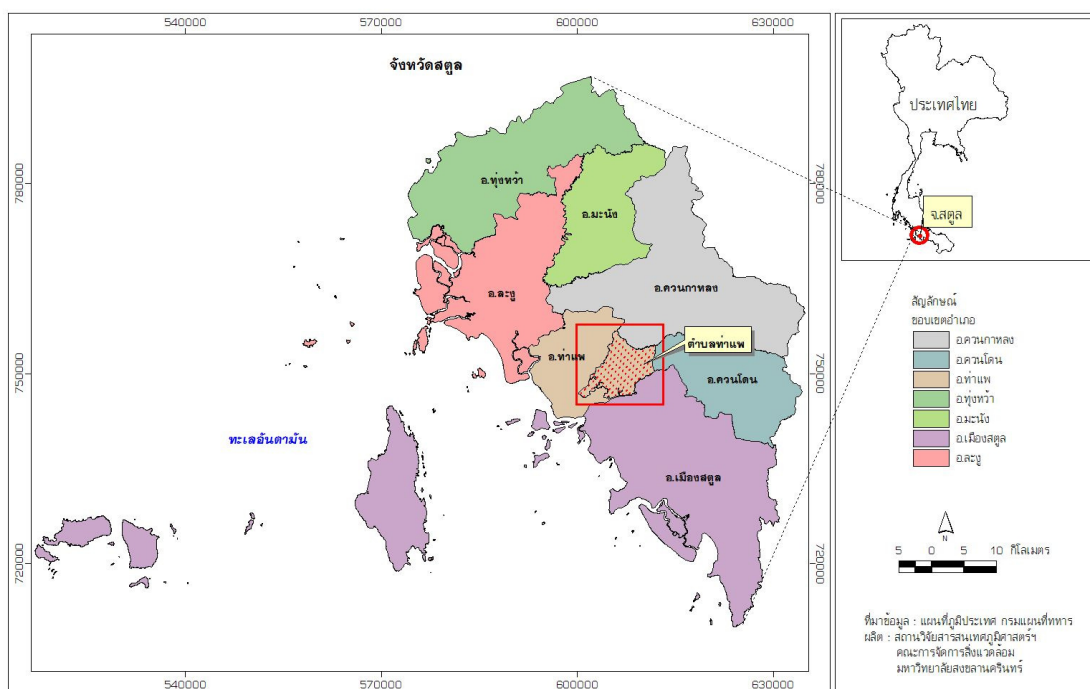 540000
570000
600000
630000
จังหวัดสตูล
780000
780000
อ.ทุ่งหว้า
อ.มะนัง
อ.ละงู
อ.ควนกาหลง
ตำบลท่าแพ
อ.ท่าแพ
750000
750000
อ.ควนโดน
ทะเลอันดามัน
อ.เมืองสตูล
720000
720000
540000
570000
600000
630000
ประเทศไทย
จ.สตูล
สัญลักษณ์
ขอบเขตอำเภอ
อ.ควนกาหลง
อ.ควนโดน
อ.ท่าแพ
อ.ทุ่งหว้า
อ.มะนัง
อ.เมืองสตูล
อ.ละงู
N
5 0 5 10 กิโลเมตร
ที่มาข้อมูล : แผนที่ภูมิประเทศ กรมแผนที่ทหาร
ผลิต : สถานวิจัยสารสนเทศภูมิศาสตร์ฯ
คณะการจัดการสิ่งแวดล้อม
มหาวิทยาลัยสงขลานครินทร์